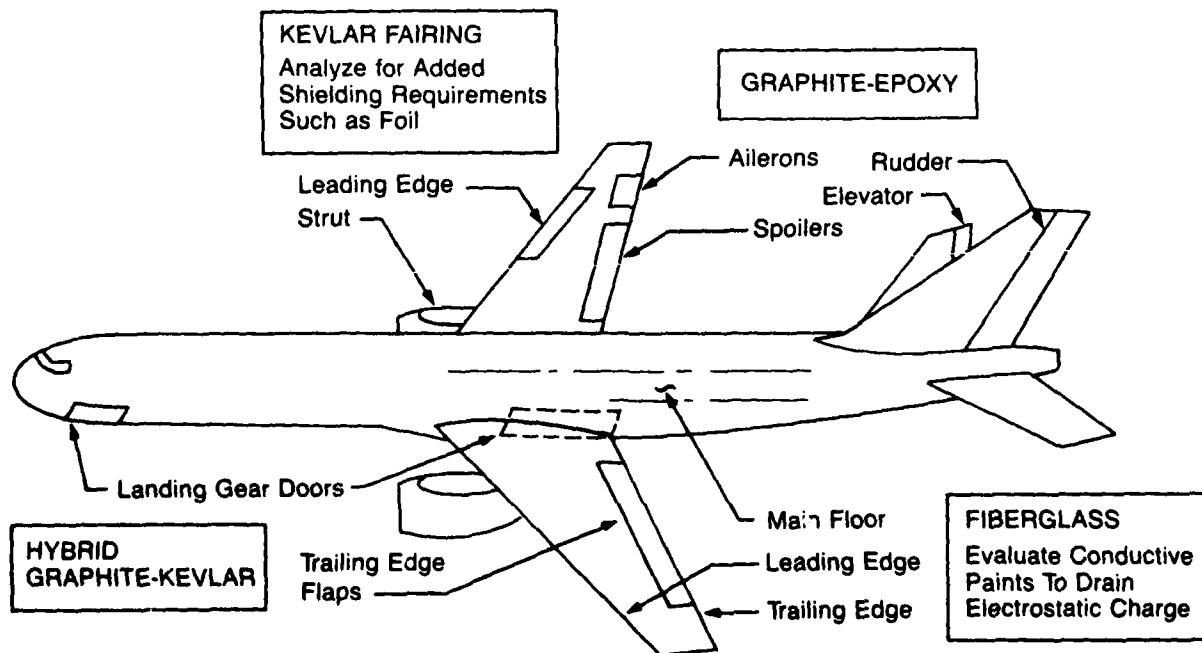 KEVLAR FAIRING
Analyze for Added
Shielding Requirements
Such as Foil
GRAPHITE-EPOXY
Leading Edge
Strut
Ailerons
Spoilers
Rudder
Elevator
Landing Gear Doors
HYBRID
GRAPHITE-KEVLAR
Trailing Edge
Flaps
Main Floor
Leading Edge
Trailing Edge
FIBERGLASS
Evaluate Conductive
Paints To Drain
Electrostatic Charge